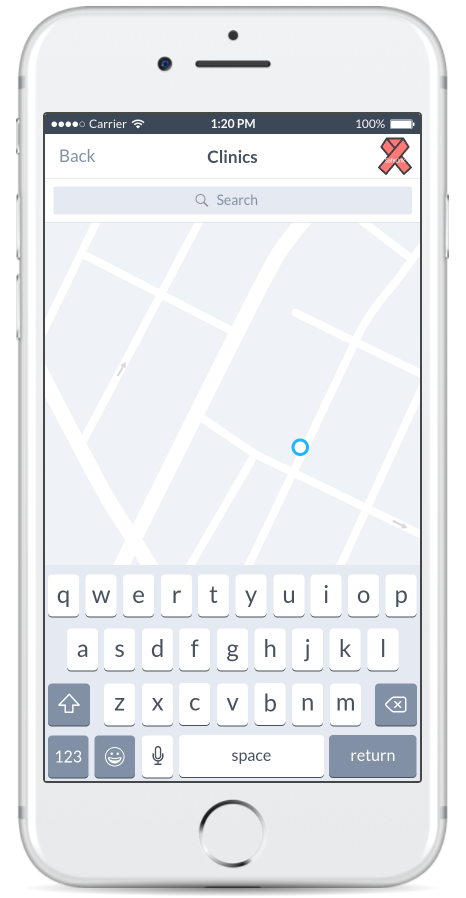 Carrier 1:20 PM 100%
Back Clinics
Search
q w e r t y u i o p
a s d f g h j k l
z x c v b n m
123 space return